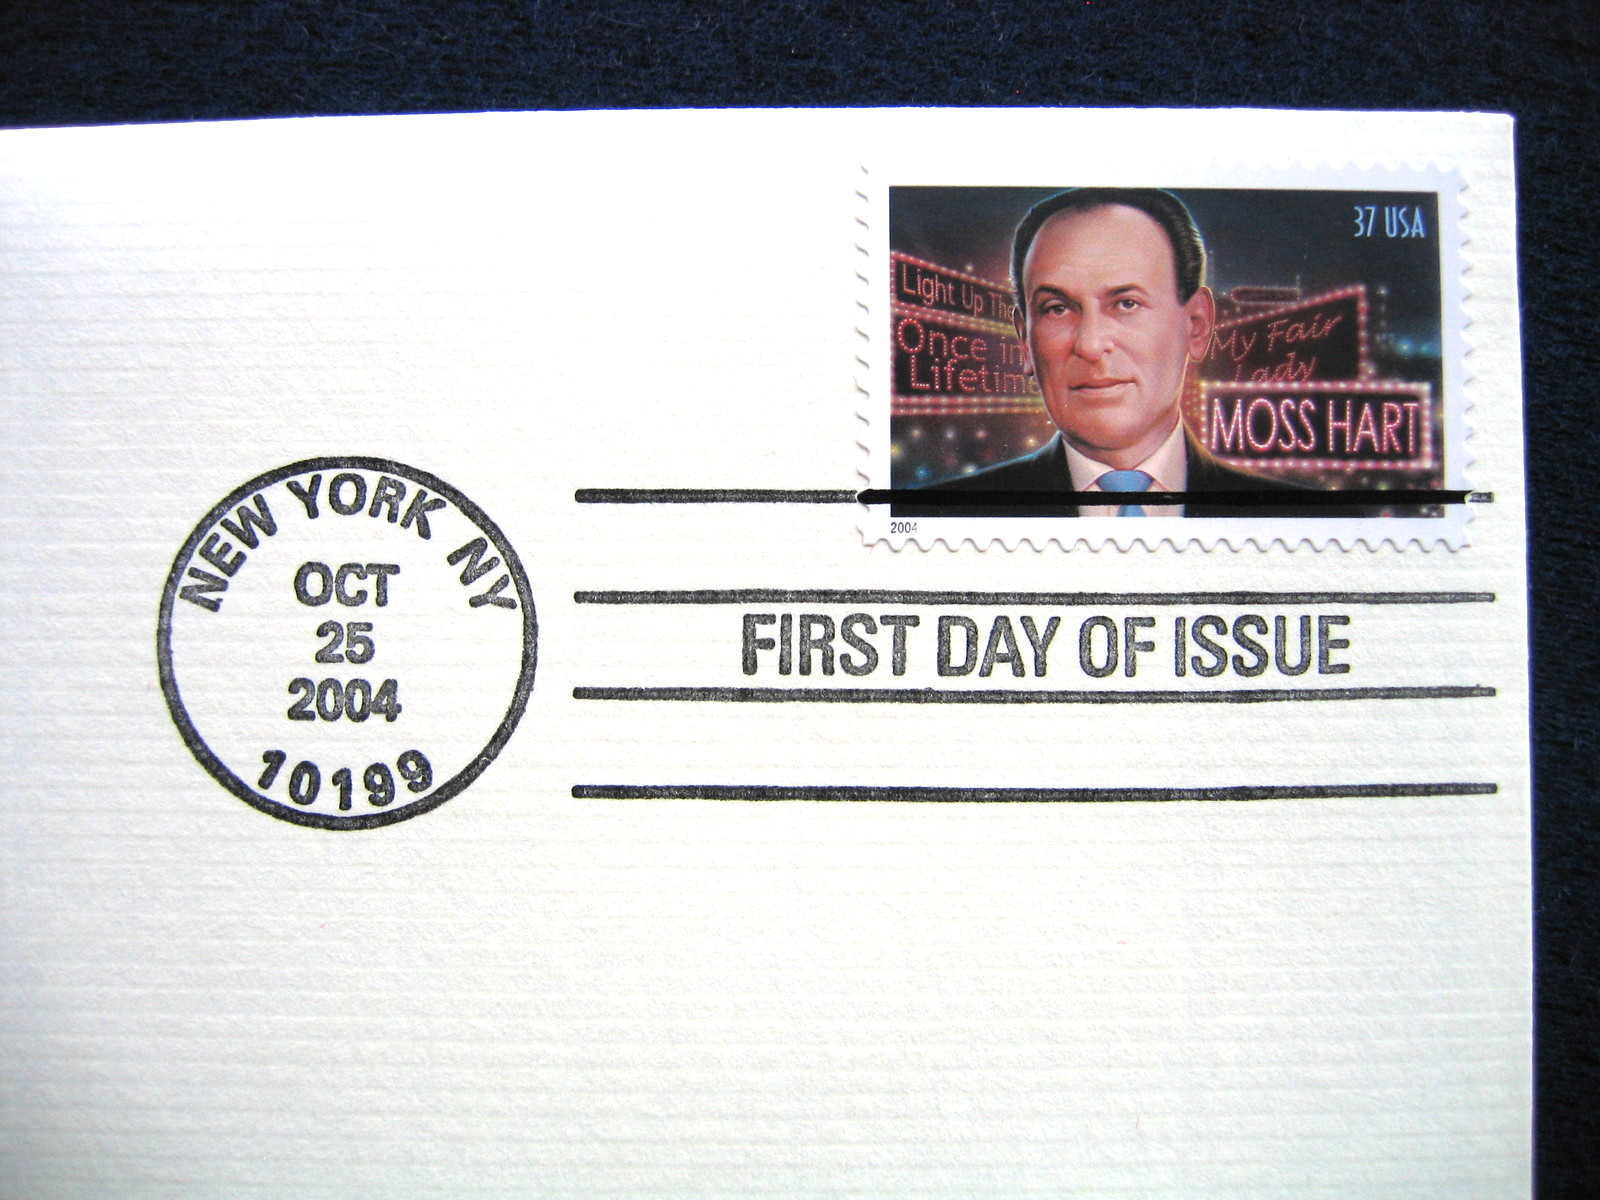 37 USA
Light Up The
Once in
Lifetime
My Fair
Lady
MOSS HART
2004
NEW YORK NY
OCT
25
2004
10199
FIRST DAY OF ISSUE